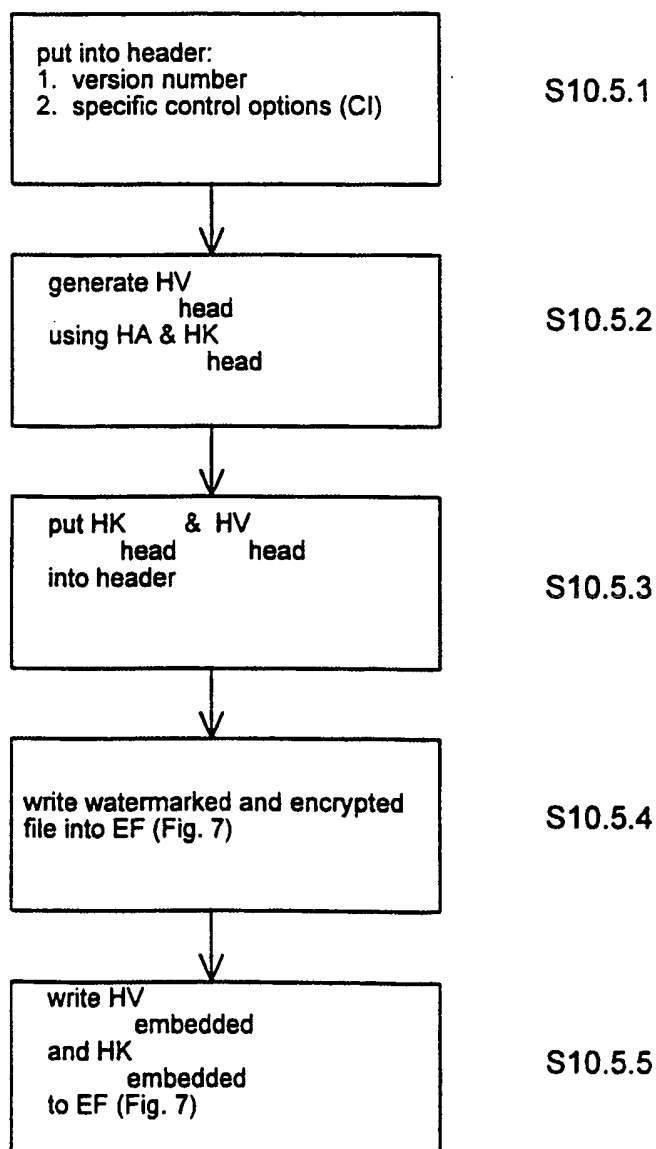 put into header:
1. version number
2. specific control options (CI)
S10.5.1
generate HV
head
using HA & HK
head
S10.5.2
put HK & HV
head head
into header
S10.5.3
write watermarked and encrypted
file into EF (Fig. 7)
S10.5.4
write HV
embedded
and HK
embedded
to EF (Fig. 7)
S10.5.5